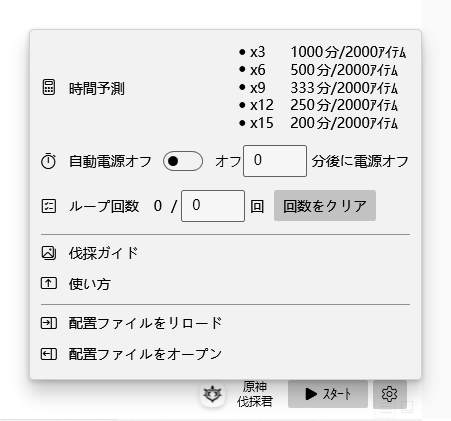 時間予測
• x3 1000分/2000ｱｲﾃﾑ
• x6 500分/2000ｱｲﾃﾑ
• x9 333分/2000ｱｲﾃﾑ
• x12 250分/2000ｱｲﾃﾑ
• x15 200分/2000ｱｲﾃﾑ
自動電源オフ オフ 0 分後に電源オフ
ループ回数 0 / 0 回 回数をクリア
伐採ガイド
使い方
配置ファイルをリロード
配置ファイルをオープン
原神
伐採君
▶ ｽﾀｰﾄ